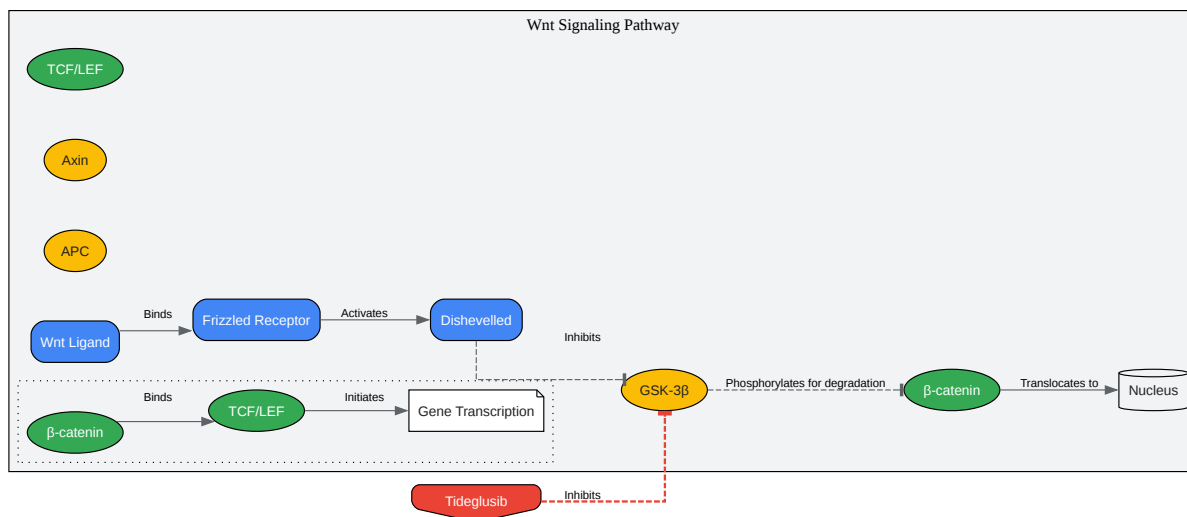 Wnt Signaling Pathway
TCF/LEF
Axin
APC
Wnt Ligand
Binds
Frizzled Receptor
Activates
Dishevelled
Inhibits
GSK-3β
Phosphorylates for degradation
β-catenin
Translocates to
Nucleus
β-catenin
Binds
TCF/LEF
Initiates
Gene Transcription
Tideglusib
Inhibits